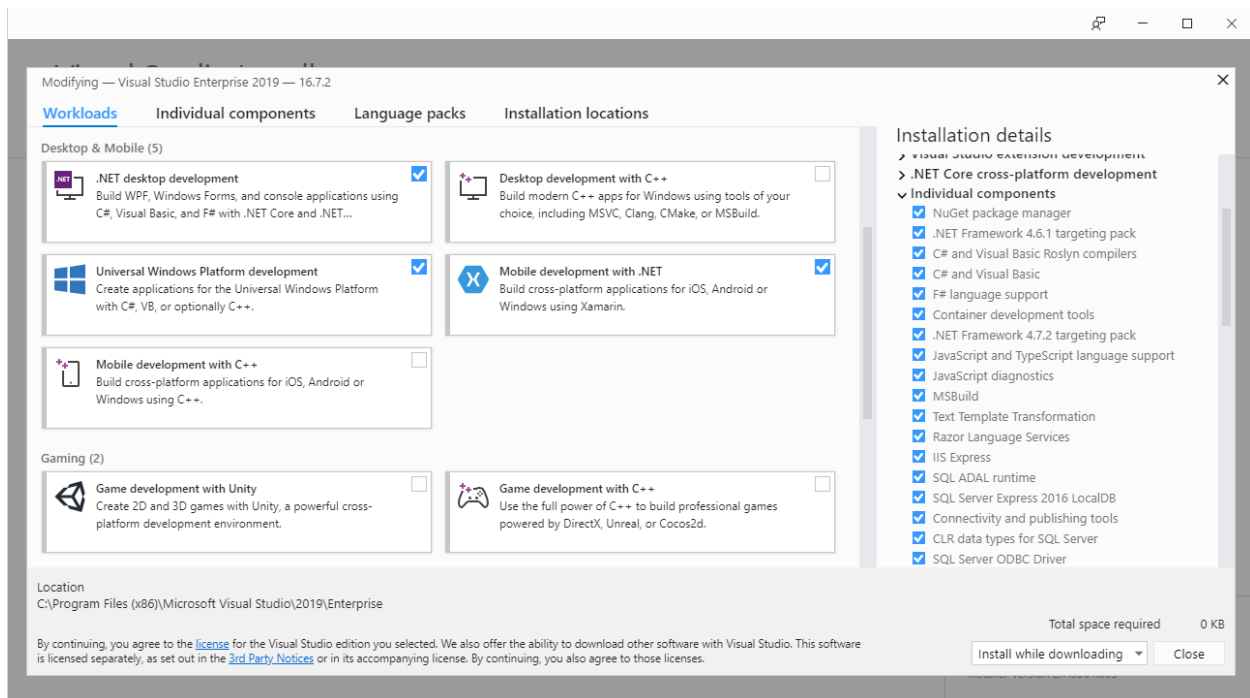 Modifying — Visual Studio Enterprise 2019 — 16.7.2
Workloads
Individual components
Language packs
Installation locations
Desktop & Mobile (5)
.NET
.NET desktop development
Build WPF, Windows Forms, and console applications using
C#, Visual Basic, and F# with .NET Core and .NET...
Desktop development with C++
Build modern C++ apps for Windows using tools of your
choice, including MSVC, Clang, CMake, or MSBuild.
Universal Windows Platform development
Create applications for the Universal Windows Platform
with C#, VB, or optionally C++.
Mobile development with .NET
Build cross-platform applications for iOS, Android or
Windows using Xamarin.
Mobile development with C++
Build cross-platform applications for iOS, Android or
Windows using C++.
Gaming (2)
Game development with Unity
Create 2D and 3D games with Unity, a powerful cross-
platform development environment.
Game development with C++
Use the full power of C++ to build professional games
powered by DirectX, Unreal, or Cocos2d.
Installation details
Visual Studio extension development
.NET Core cross-platform development
Individual components
NuGet package manager
.NET Framework 4.6.1 targeting pack
C# and Visual Basic Roslyn compilers
C# and Visual Basic
F# language support
Container development tools
.NET Framework 4.7.2 targeting pack
JavaScript and TypeScript language support
JavaScript diagnostics
MSBuild
Text Template Transformation
Razor Language Services
IIS Express
SQL ADAL runtime
SQL Server Express 2016 LocalDB
Connectivity and publishing tools
CLR data types for SQL Server
SQL Server ODBC Driver
Location
C:\Program Files (x86)\Microsoft Visual Studio\2019\Enterprise
By continuing, you agree to the license for the Visual Studio edition you selected. We also offer the ability to download other software with Visual Studio. This software
is licensed separately, as set out in the 3rd Party Notices or in its accompanying license. By continuing, you also agree to those licenses.
Total space required 0 KB
Install while downloading
Close